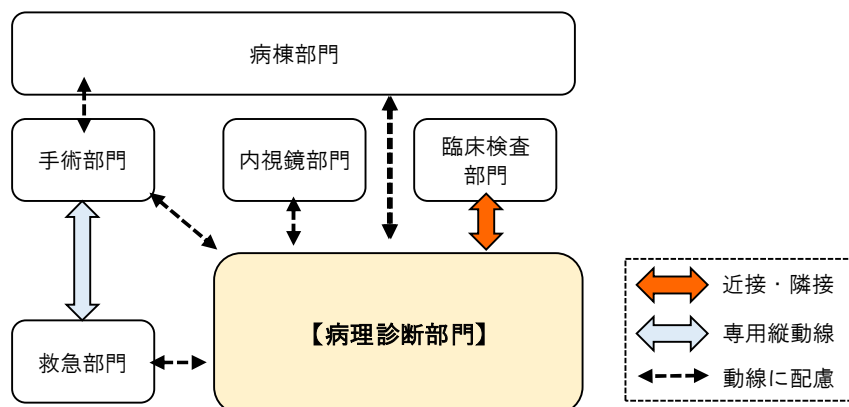 病棟部門
手術部門
内視鏡部門
臨床検査
部門
【病理診断部門】
救急部門
近接・隣接
専用縦動線
動線に配慮